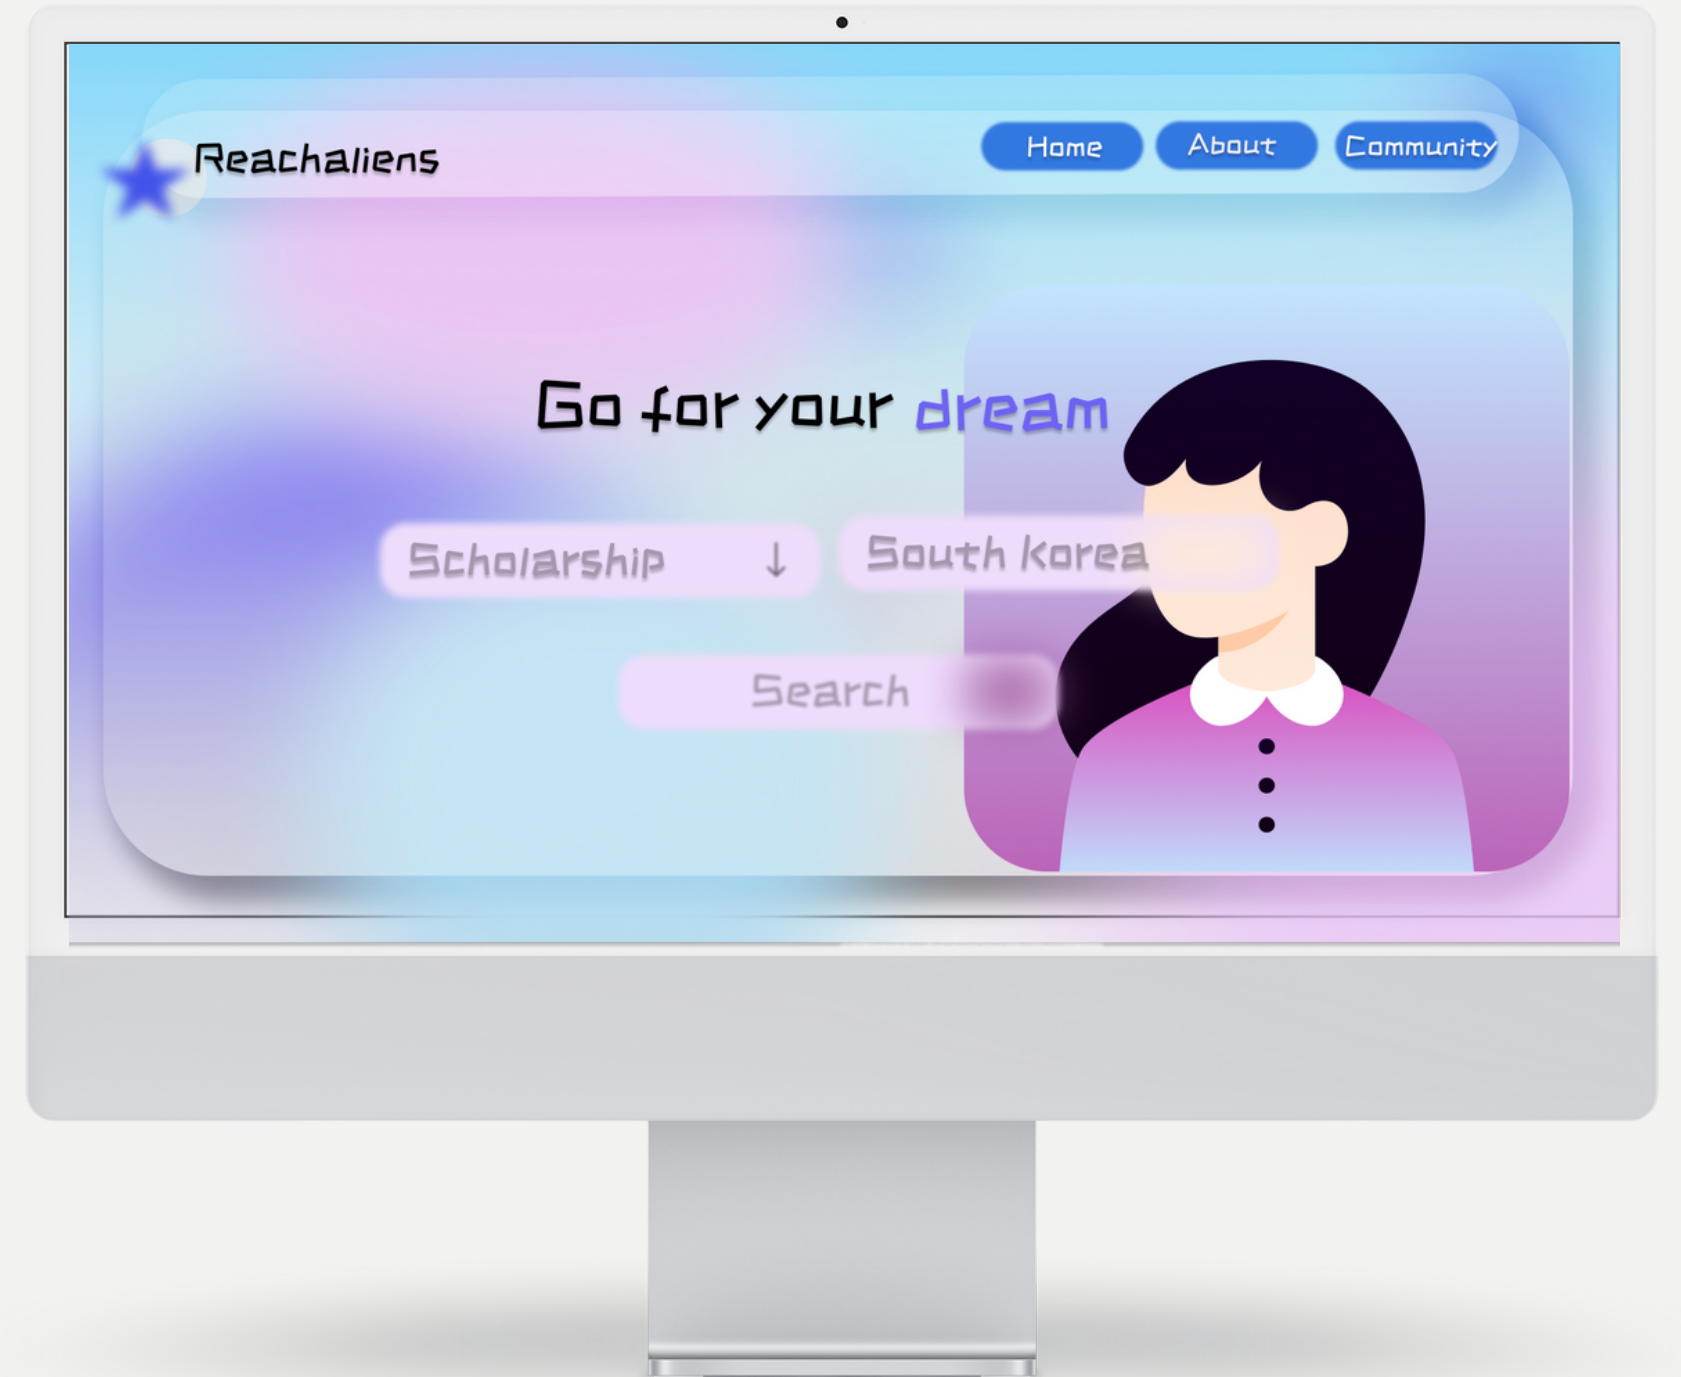 Reachaliens
Home About Community
Go for your dream
Scholarship ↓ South Korea
Search